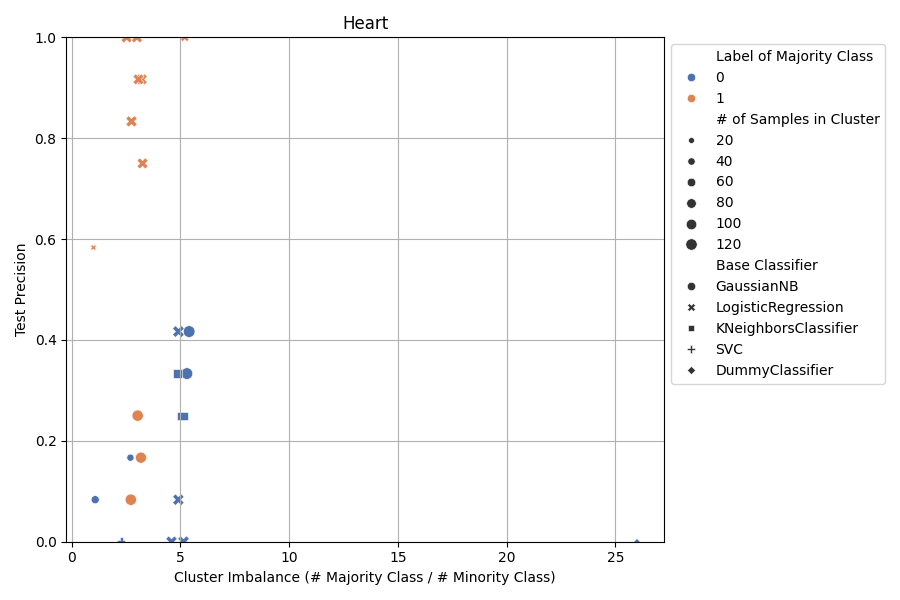 Heart
1.0
0.8
0.6
0.4
0.2
0.0
Test Precision
0
5
10
15
20
25
Cluster Imbalance (# Majority Class / # Minority Class)
Label of Majority Class
0
1
# of Samples in Cluster
20
40
60
80
100
120
Base Classifier
GaussianNB
LogisticRegression
KNeighborsClassifier
SVC
DummyClassifier